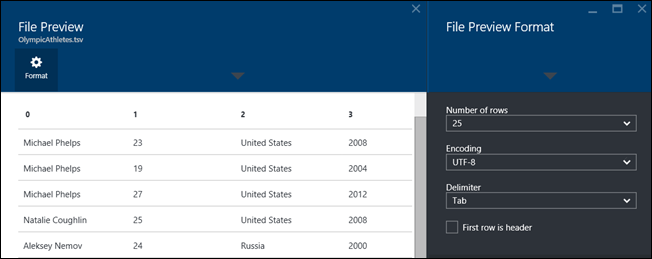 File Preview
OlympicAthletes.tsv
Format
0 1 2 3
Michael Phelps 23 United States 2008
Michael Phelps 19 United States 2004
Michael Phelps 27 United States 2012
Natalie Coughlin 25 United States 2008
Aleksey Nemov 24 Russia 2000
File Preview Format
Number of rows
25
Encoding
UTF-8
Delimiter
Tab
First row is header